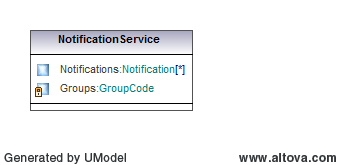 NotificationService
Notifications:Notification[*]
Groups:GroupCode
Generated by UModel
www.altova.com